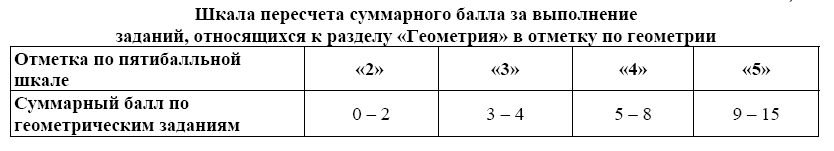 Шкала пересчета суммарного балла за выполнение
заданий, относящихся к разделу «Геометрия» в отметку по геометрии
Отметка по пятибалльной шкале «2» «3» «4» «5»
Суммарный балл по геометрическим заданиям 0 – 2 3 – 4 5 – 8 9 – 15